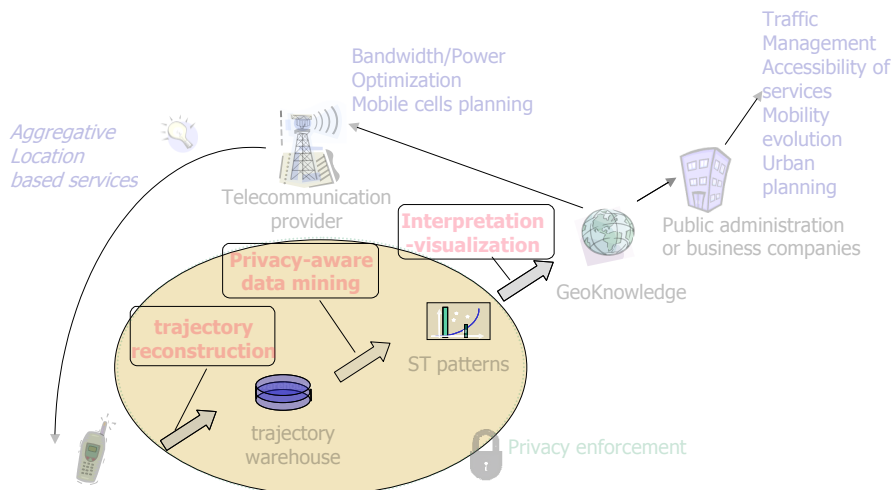 Traffic
Management
Accessibility of
services
Mobility
evolution
Urban
planning
Bandwidth/Power
Optimization
Mobile cells planning
Aggregative
Location
based services
Telecommunication
provider
Interpretation
-visualization
Public administration
or business companies
Privacy-aware
data mining
GeoKnowledge
trajectory
reconstruction
ST patterns
trajectory
warehouse
Privacy enforcement